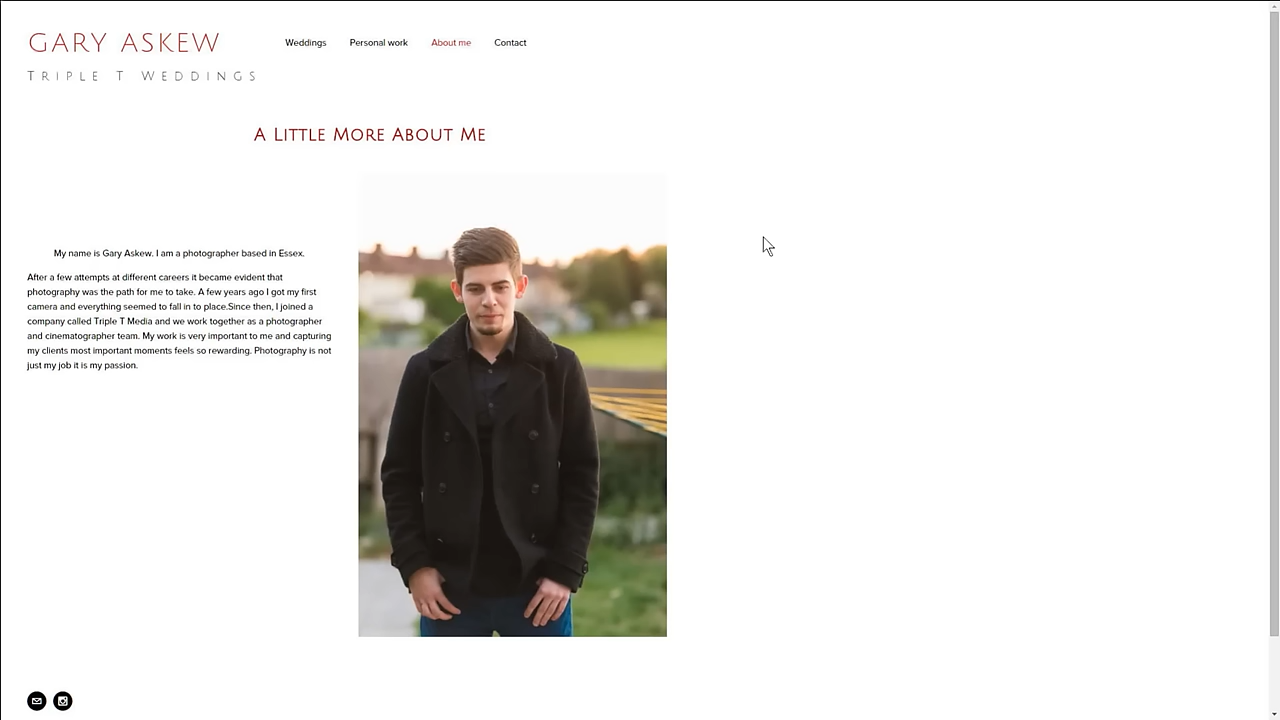 GARY ASKEW
Weddings Personal work About me Contact
Triple T Weddings
A Little More About Me
My name is Gary Askew. I am a photographer based in Essex.
After a few attempts at different careers it became evident that
photography was the path for me to take. A few years ago I got my first
camera and everything seemed to fall in to place.Since then, I joined a
company called Triple T Media and we work together as a photographer
and cinematographer team. My work is very important to me and capturing
my clients most important moments feels so rewarding. Photography is not
just my job it is my passion.